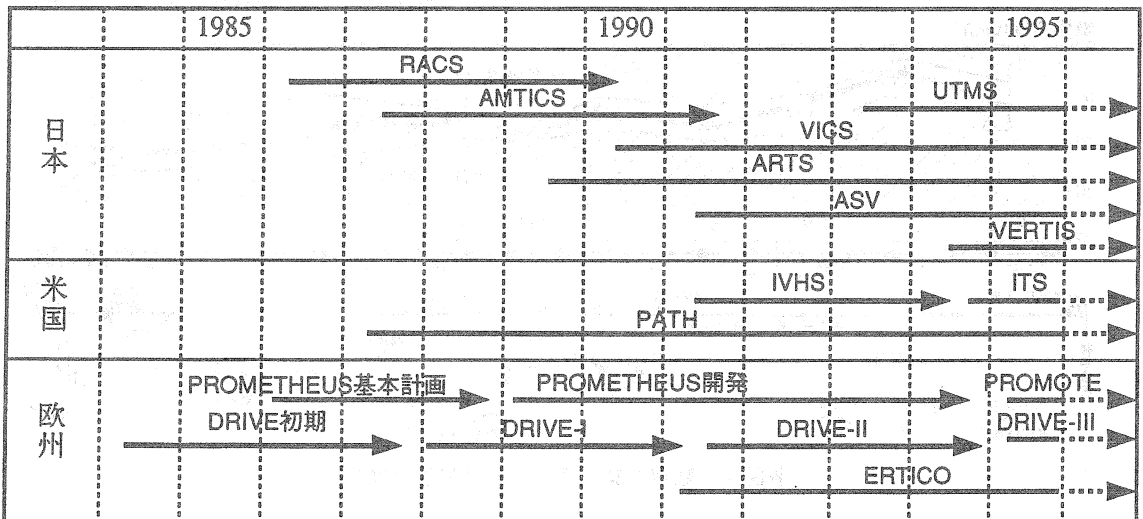 1985 1990 1995
日本
RACS
AMTICS
UTMS
VICS
ARTS
ASV
VERTIS
米国
IVHS ITS
PATH
欧州
PROMETHEUS基本計画 PROMETHEUS開発 PROMOTE
DRIVE初期 DRIVE-I DRIVE-II DRIVE-III
ERTICO